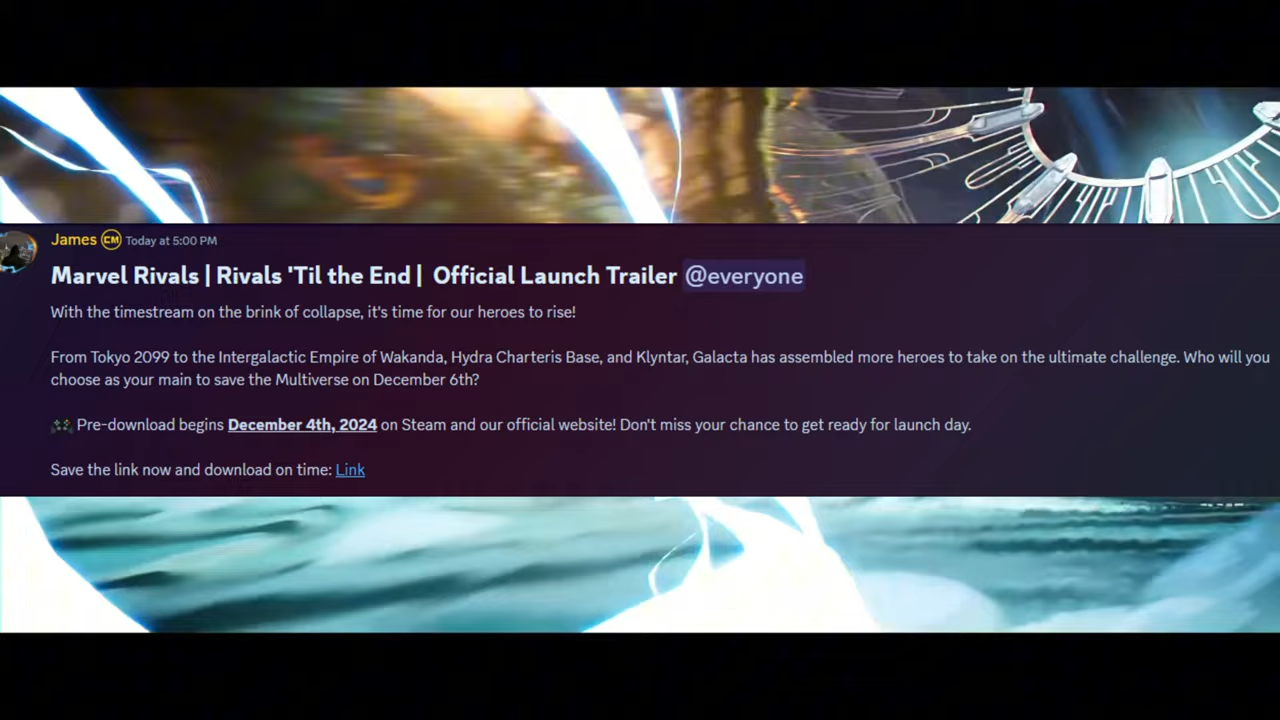 James CM Today at 5:00 PM
Marvel Rivals | Rivals 'Til the End | Official Launch Trailer @everyone
With the timestream on the brink of collapse, it's time for our heroes to rise!
From Tokyo 2099 to the Intergalactic Empire of Wakanda, Hydra Charteris Base, and Klyntar, Galacta has assembled more heroes to take on the ultimate challenge. Who will you
choose as your main to save the Multiverse on December 6th?
Pre-download begins December 4th, 2024 on Steam and our official website! Don't miss your chance to get ready for launch day.
Save the link now and download on time: Link